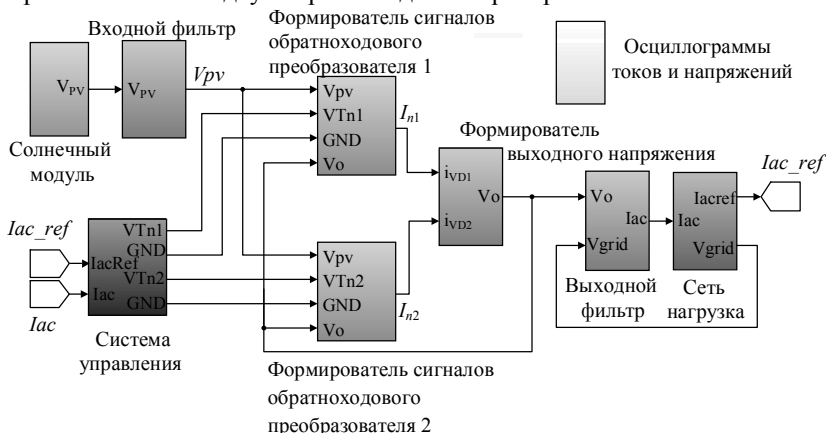 Формирователь сигналов
обратноходового
преобразователя 1
Входной фильтр
Vpv
Осциллограммы
токов и напряжений
V_PV
V_PV
Солнечный
модуль
Vpv
VTn1
GND
Vo
I_n1
Формирователь
выходного напряжения
i_VD1
Vo
i_VD2
Vo
Iac
Vgrid
Выходной
фильтр
Iacref
Iac
Vgrid
Сеть
нагрузка
Iac_ref
Iac_ref
Iac
VTn1
GND
IacRef
VTn2
Iac
GND
Система
управления
Vpv
VTn2
GND
Vo
I_n2
Формирователь сигналов
обратноходового
преобразователя 2